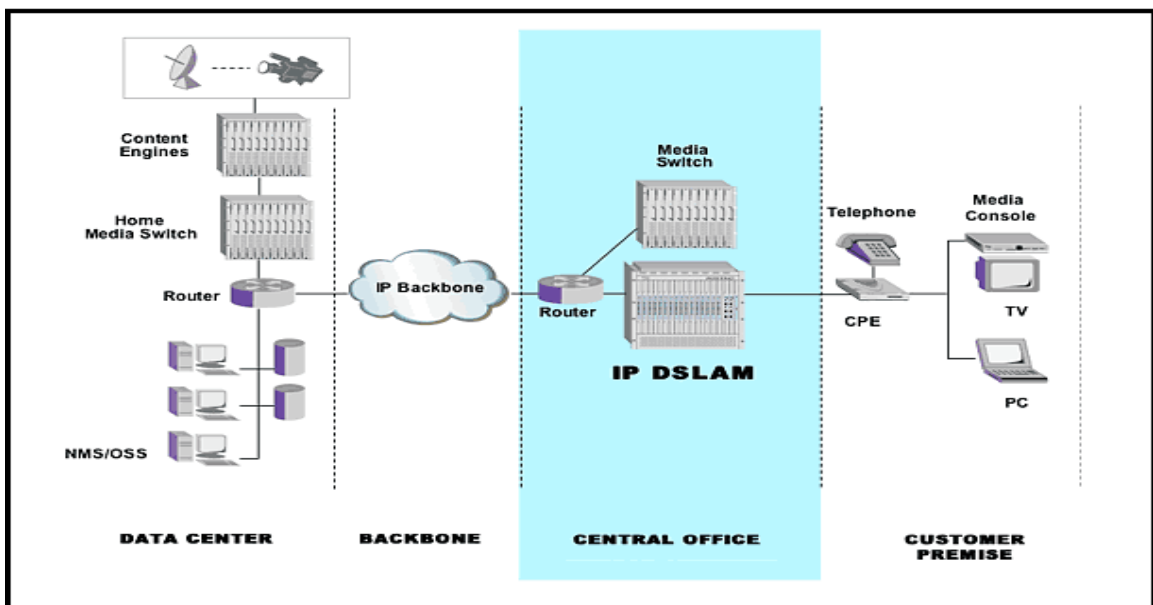 Content
Engines
Home
Media Switch
Router
NMS/OSS
IP Backbone
Media
Switch
Router
IP DSLAM
Telephone
CPE
Media
Console
TV
PC
DATA CENTER
BACKBONE
CENTRAL OFFICE
CUSTOMER
PREMISE